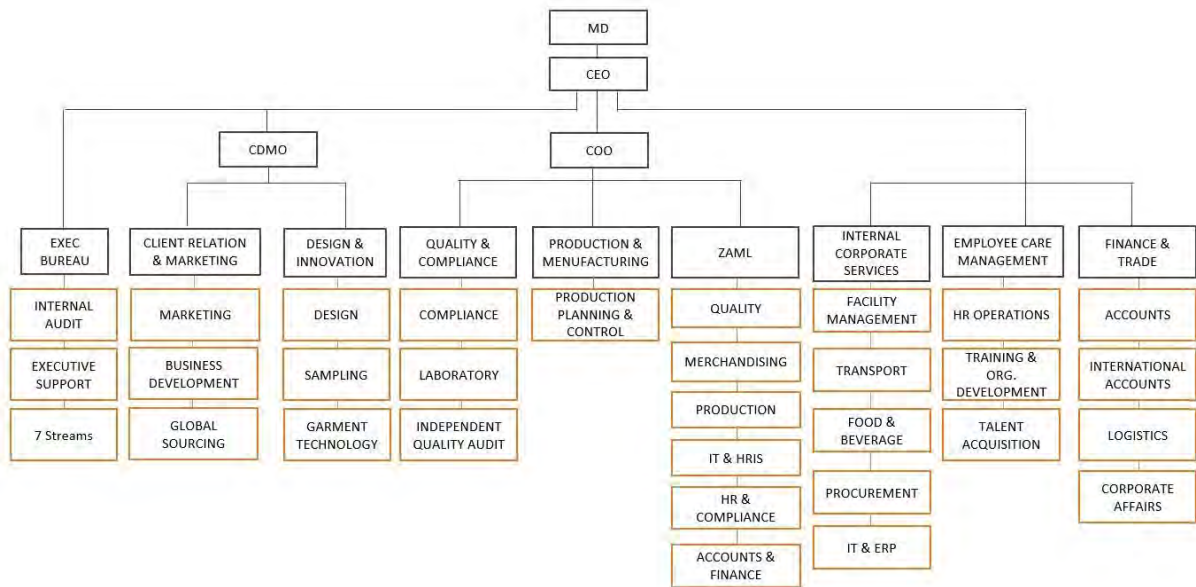 MD
CEO
CDMO
COO
EXEC
BUREAU
INTERNAL
AUDIT
EXECUTIVE
SUPPORT
7 Streams
CLIENT RELATION
& MARKETING
MARKETING
BUSINESS
DEVELOPMENT
GLOBAL
SOURCING
DESIGN &
INNOVATION
DESIGN
SAMPLING
GARMENT
TECHNOLOGY
QUALITY &
COMPLIANCE
COMPLIANCE
LABORATORY
INDEPENDENT
QUALITY AUDIT
PRODUCTION &
MENUFACTURING
PRODUCTION
PLANNING &
CONTROL
ZAML
QUALITY
MERCHANDISING
PRODUCTION
IT & HRIS
HR &
COMPLIANCE
ACCOUNTS &
FINANCE
INTERNAL
CORPORATE
SERVICES
FACILITY
MANAGEMENT
TRANSPORT
FOOD &
BEVERAGE
PROCUREMENT
IT & ERP
EMPLOYEE CARE
MANAGEMENT
HR OPERATIONS
TRAINING &
ORG.
DEVELOPMENT
TALENT
ACQUISITION
FINANCE &
TRADE
ACCOUNTS
INTERNATIONAL
ACCOUNTS
LOGISTICS
CORPORATE
AFFAIRS